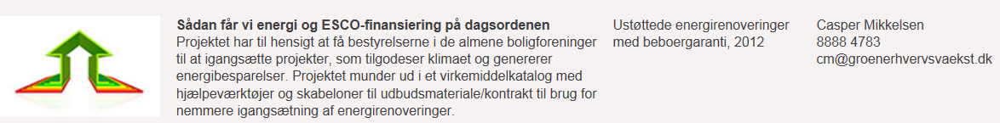 Sådan får vi energi og ESCO-finansiering på dagsordenen
Projektet har til hensigt at få bestyrelserne i de almene boligforeninger
til at igangsætte projekter, som tilgodeser klimaet og genererer
energibesparelser. Projektet munder ud i et virkemiddelkatalog med
hjælpeværktøjer og skabeloner til udbudsmateriale/kontrakt til brug for
nemmere igangsætning af energirenoveringer.
Ustøttede energirenoveringer
med beboergaranti, 2012
Casper Mikkelsen
8888 4783
cm@groenerhvervsvaekst.dk